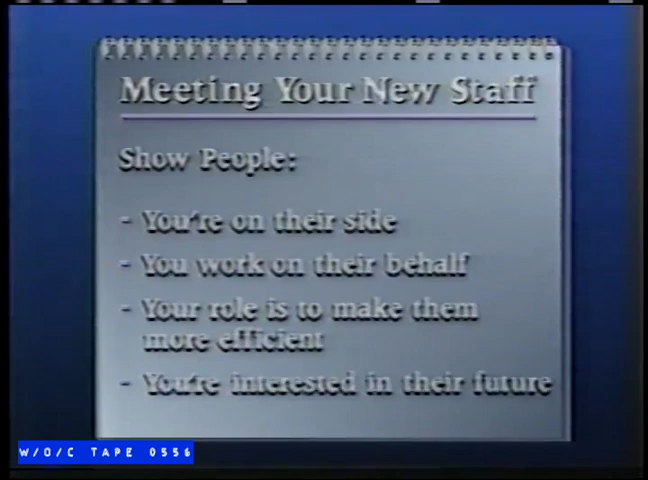 Meeting Your New Staff
Show People:
- You're on their side
- You work on their behalf
- Your role is to make them
more efficient
- You're interested in their future
W/O/C TAPE 0556